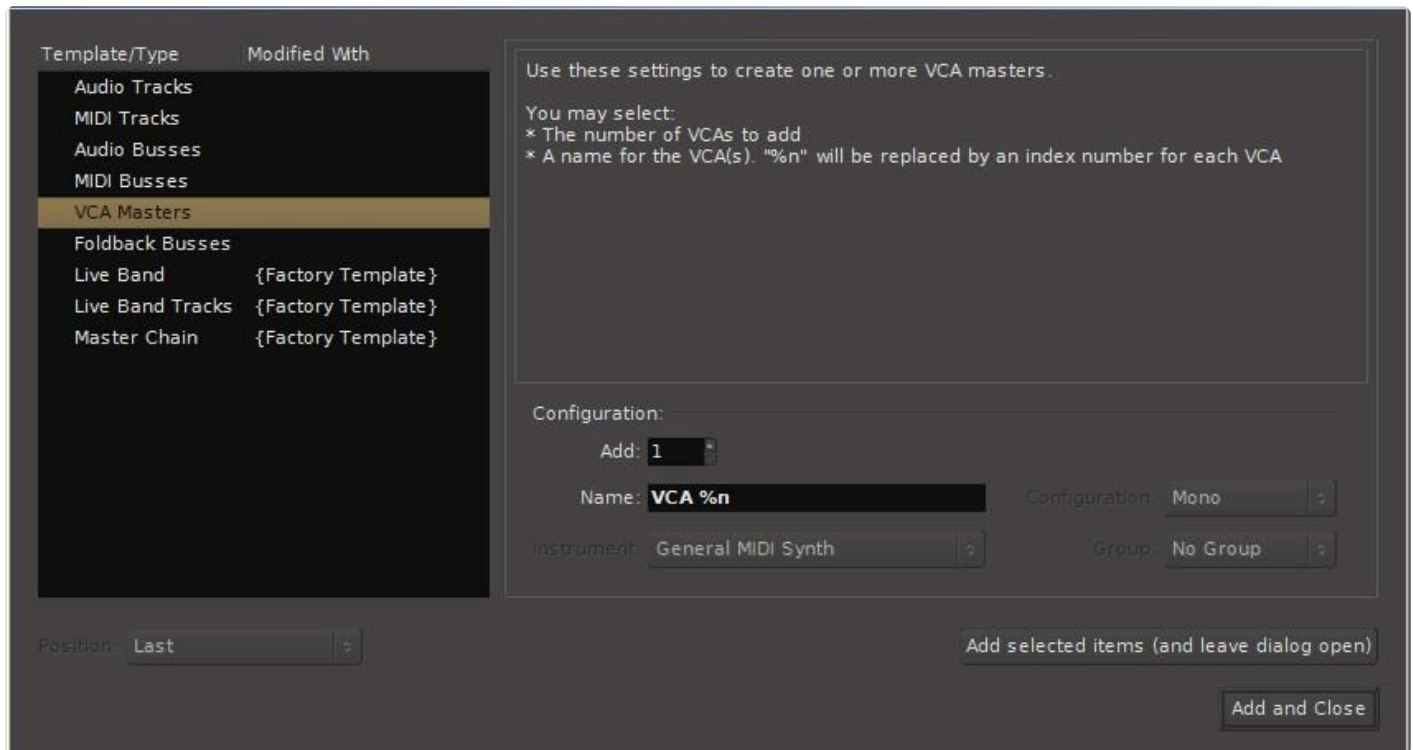 Template/Type Modified With
Audio Tracks
MIDI Tracks
Audio Busses
MIDI Busses
VCA Masters
Foldback Busses
Live Band {Factory Template}
Live Band Tracks {Factory Template}
Master Chain {Factory Template}
Use these settings to create one or more VCA masters.
You may select:
* The number of VCAs to add
* A name for the VCA(s). "%n" will be replaced by an index number for each VCA
Configuration:
Add: 1
Name: VCA %n Configuration: Mono
Instrument: General MIDI Synth Group: No Group
Position: Last
Add selected items (and leave dialog open)
Add and Close